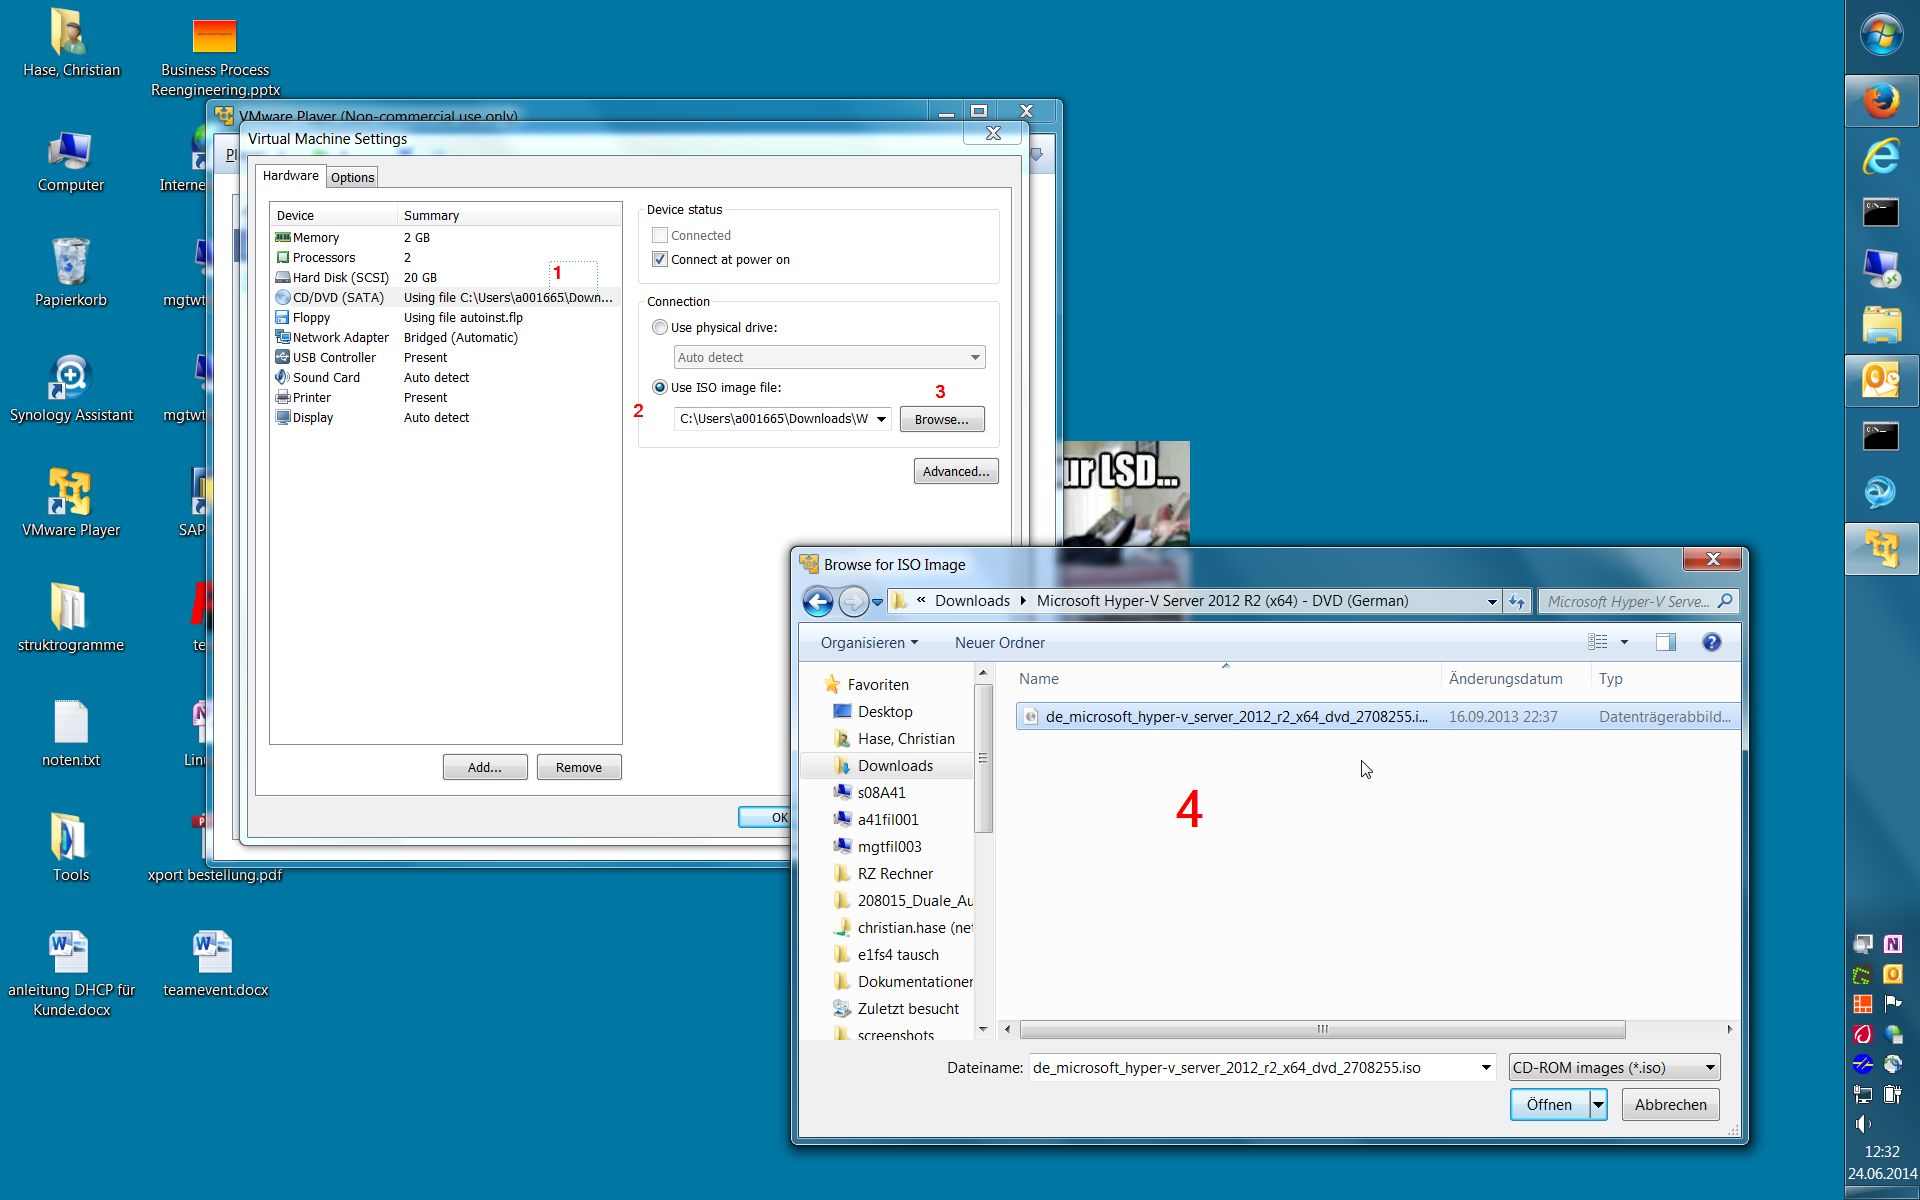 Hase, Christian
Business Process
Reengineering.pptx
Computer
Interne
Papierkorb
mgtwt
Synology Assistant
mgtwt
VMware Player
SAP
struktrogramme
te
noten.txt
Linu
Tools
xport bestellung.pdf
anleitung DHCP für
Kunde.docx
teamevent.docx
VMware Player (Non-commercial use only)
Pl
Virtual Machine Settings
Hardware
Options
Device Summary
Memory 2 GB
Processors 2
1
Hard Disk (SCSI) 20 GB
CD/DVD (SATA) Using file C:\Users\a001665\Down...
Floppy Using file autoinst.flp
Network Adapter Bridged (Automatic)
USB Controller Present
Sound Card Auto detect
Printer Present
Display Auto detect
Add...
Remove
OK
Device status
Connected
Connect at power on
Connection
Use physical drive:
Auto detect
Use ISO image file:
3
2
C:\Users\a001665\Downloads\W
Browse...
Advanced...
ur LSD...
Browse for ISO Image
« Downloads Microsoft Hyper-V Server 2012 R2 (x64) - DVD (German)
Microsoft Hyper-V Serve...
Organisieren
Neuer Ordner
Name Änderungsdatum Typ
de_microsoft_hyper-v_server_2012_r2_x64_dvd_2708255.i... 16.09.2013 22:37 Datenträgerabbild...
Favoriten
Desktop
Hase, Christian
Downloads
s08A41
a41fil001
mgtfil003
RZ Rechner
208015_Duale_Au
christian.hase (net
e1fs4 tausch
Dokumentationen
Zuletzt besucht
screenshots
4
Dateiname: de_microsoft_hyper-v_server_2012_r2_x64_dvd_2708255.iso
CD-ROM images (*.iso)
Öffnen
Abbrechen
12:32
24.06.2014